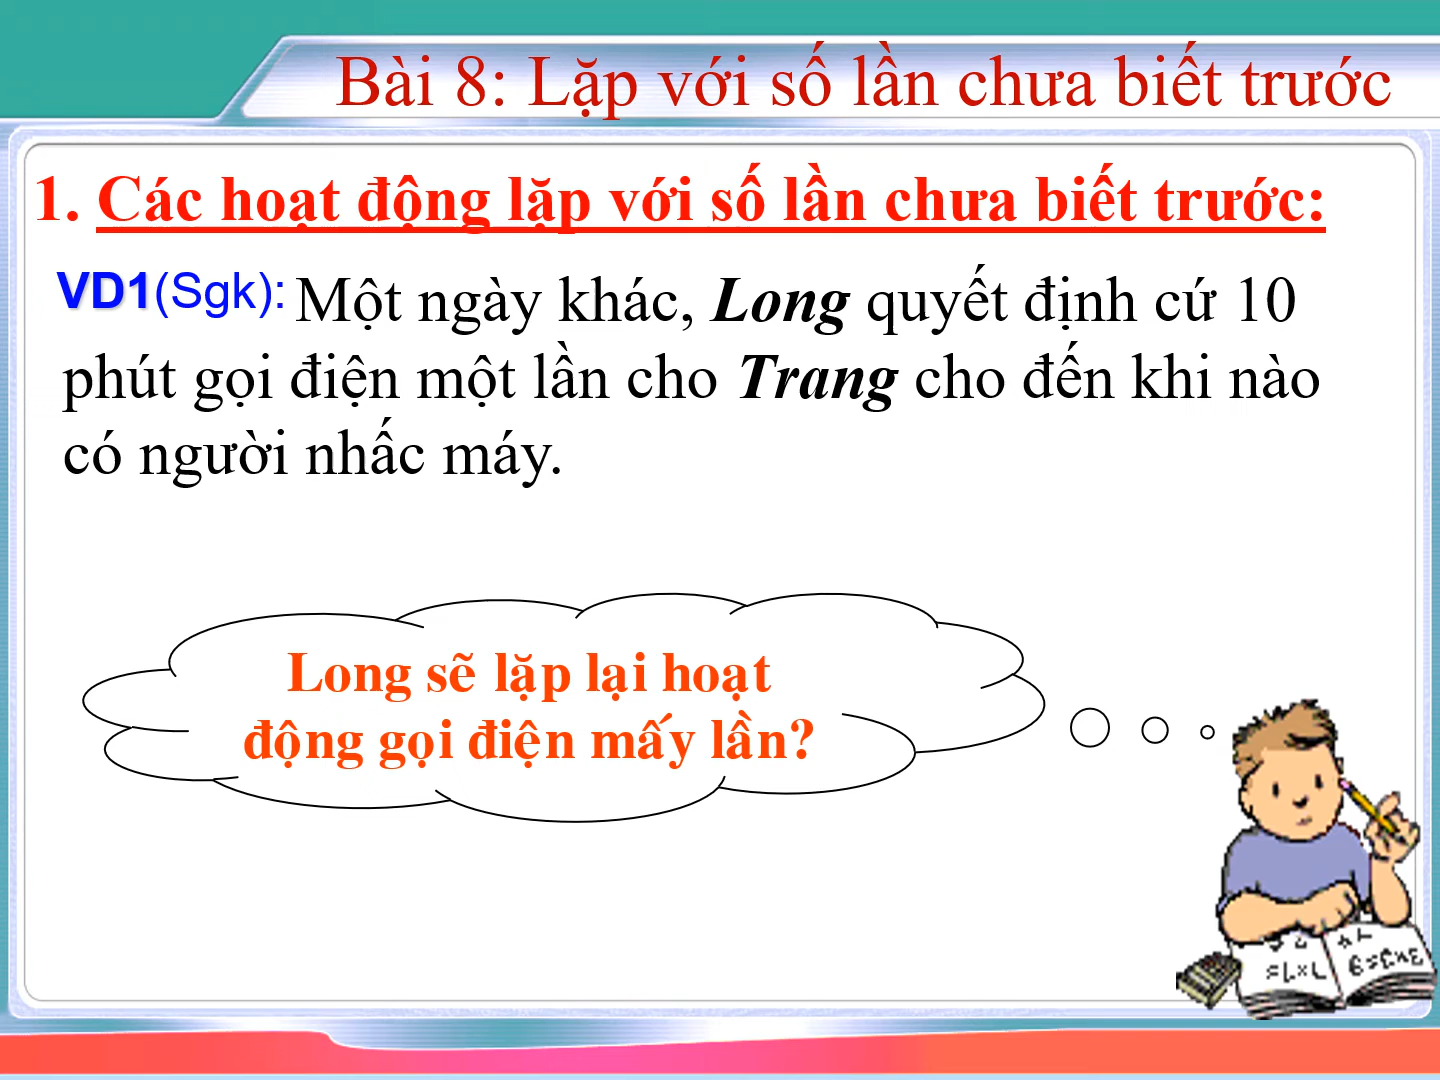 Bài 8: Lặp với số lần chưa biết trước
1. Các hoạt động lặp với số lần chưa biết trước:
VD1(Sgk): Một ngày khác, Long quyết định cứ 10
phút gọi điện một lần cho Trang cho đến khi nào
có người nhấc máy.
Long sẽ lặp lại hoạt
động gọi điện mấy lần?